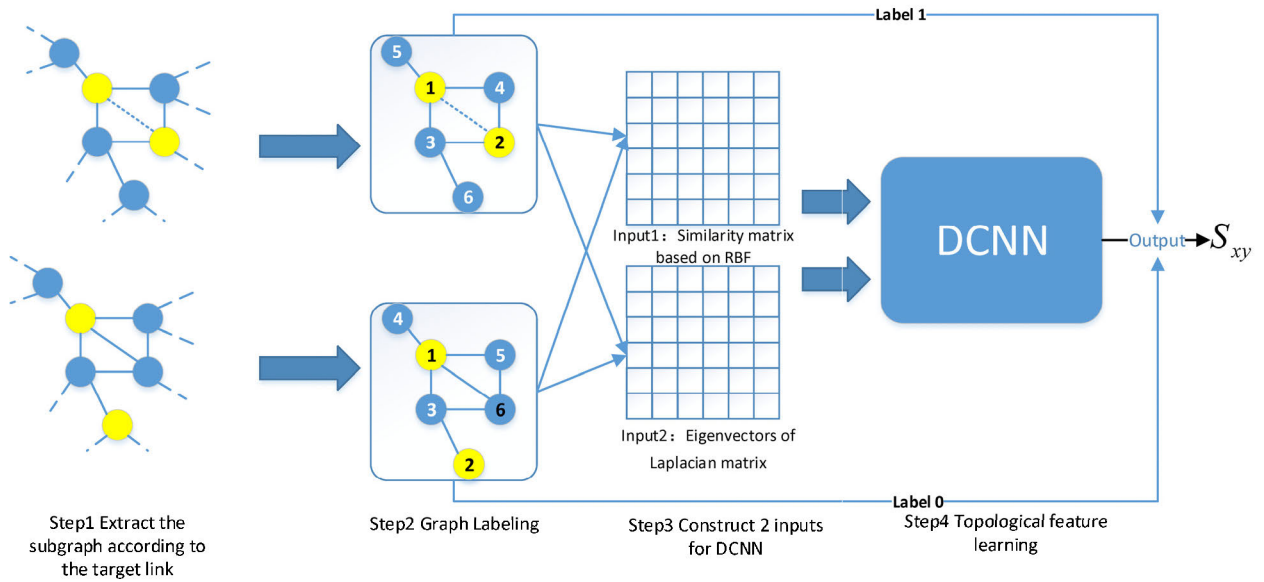 Label 1
5
1
4
3
2
6
4
1
5
3
6
2
Input1：Similarity matrix
based on RBF
Input2：Eigenvectors of
Laplacian matrix
DCNN
Output
Sxy
Label 0
Step1 Extract the
subgraph according to
the target link
Step2 Graph Labeling
Step3 Construct 2 inputs
for DCNN
Step4 Topological feature
learning